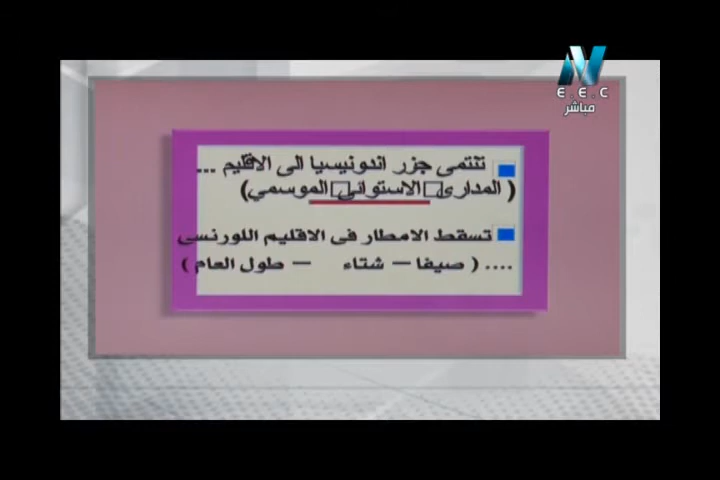 E.E.C
مباشر
تنتمى جزر اندونيسيا الى الاقليم ...
( المدارى الاستوائى الموسمي)
تسقط الامطار فى الاقليم اللورنسى
.... ( صيفا – شتاء – طول العام )